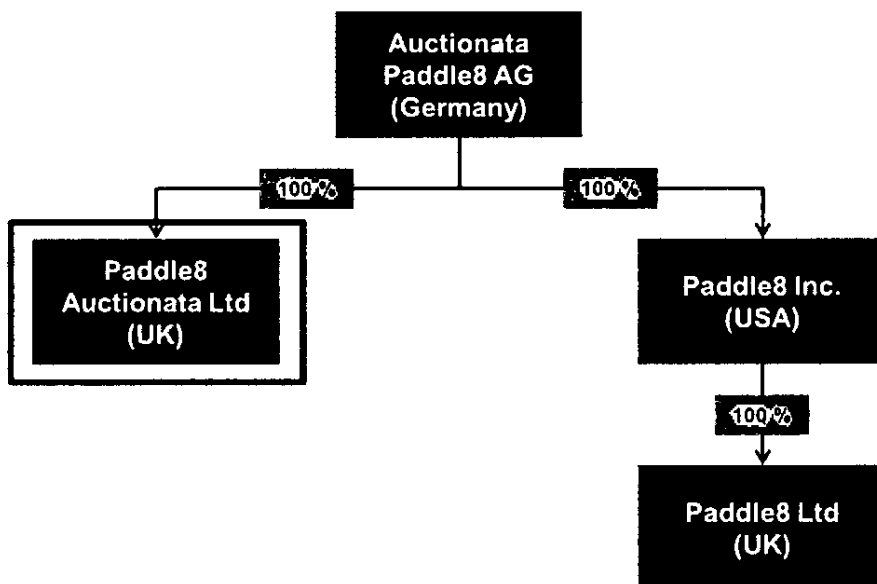 Auctionata
Paddle8 AG
(Germany)
100 %
100 %
Paddle8
Auctionata Ltd
(UK)
Paddle8 Inc.
(USA)
100 %
Paddle8 Ltd
(UK)